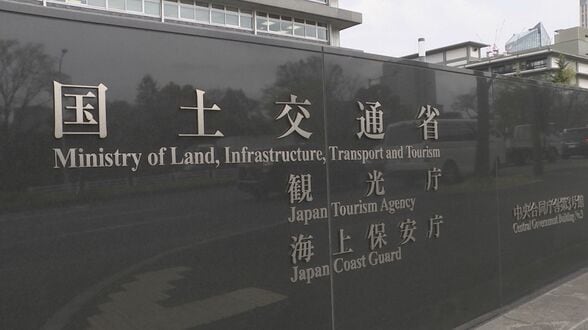 国土交通省
Ministry of Land, Infrastructure, Transport and Tourism
観光庁
Japan Tourism Agency
海上保安庁
Japan Coast Guard
中央合同庁舎第3号館
Central Government Building No.3